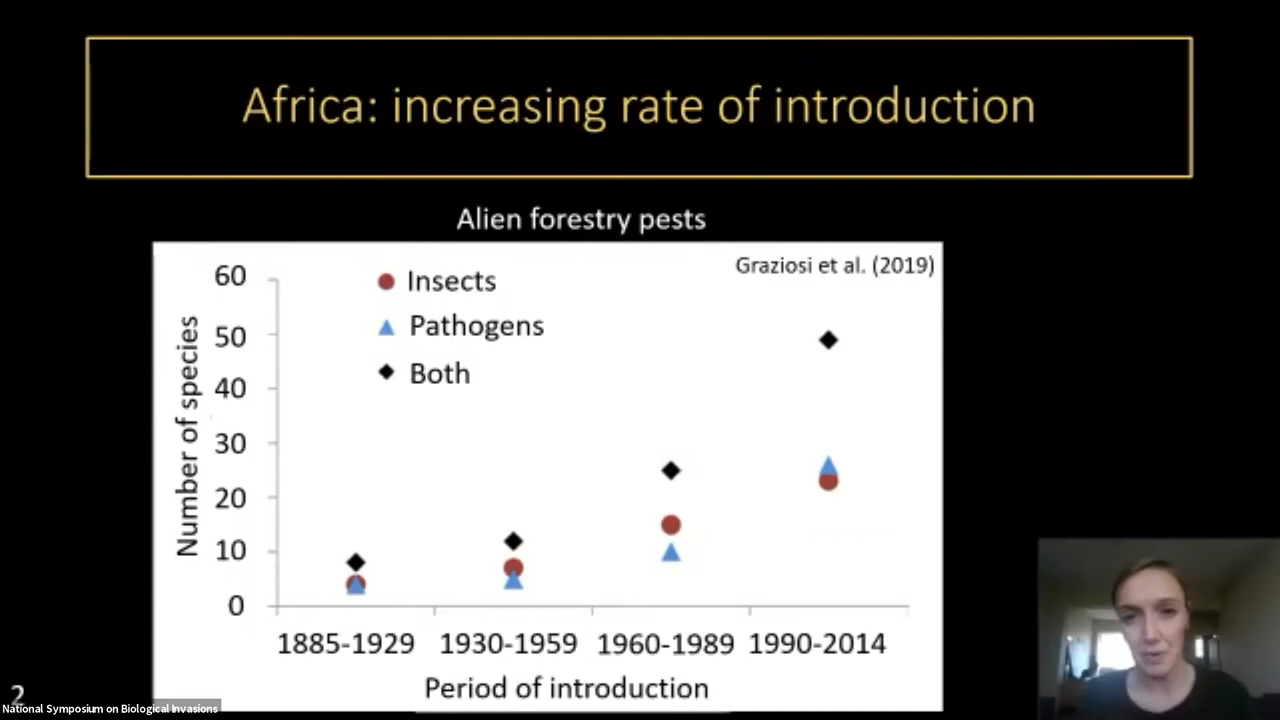 Africa: increasing rate of introduction
Alien forestry pests
Graziosi et al. (2019)
Insects
Pathogens
Both
Number of species
60
50
40
30
20
10
0
1885-1929 1930-1959 1960-1989 1990-2014
Period of introduction
2
National Symposium on Biological Invasions